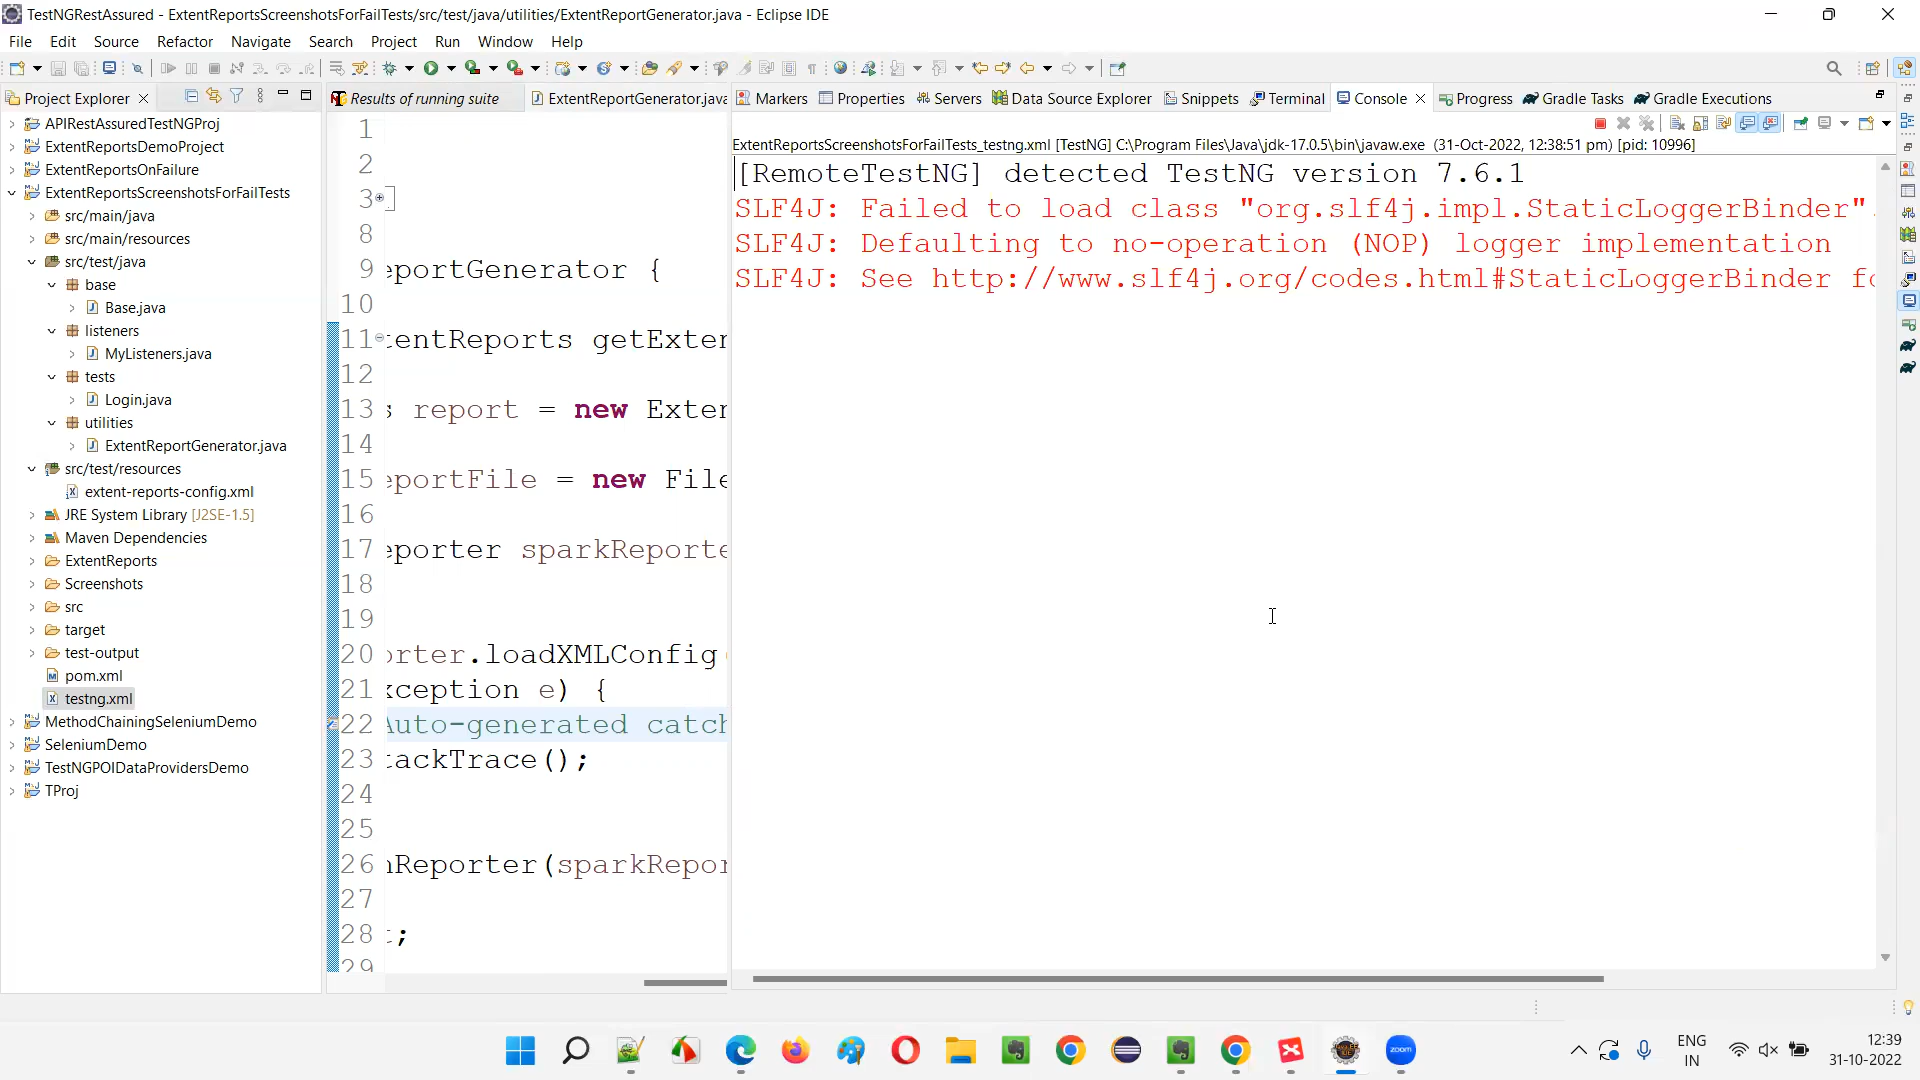 TestNGRestAssured - ExtentReportsScreenshotsForFailTests/src/test/java/utilities/ExtentReportGenerator.java - Eclipse IDE
File Edit Source Refactor Navigate Search Project Run Window Help
Project Explorer
Results of running suite
ExtentReportGenerator.java
Markers Properties Servers Data Source Explorer Snippets Terminal Console Progress Gradle Tasks Gradle Executions
ExtentReportsScreenshotsForFailTests_testng.xml [TestNG] C:\Program Files\Java\jdk-17.0.5\bin\javaw.exe (31-Oct-2022, 12:38:51 pm) [pid: 10996]
APIRestAssuredTestNGProj
ExtentReportsDemoProject
ExtentReportsOnFailure
ExtentReportsScreenshotsForFailTests
src/main/java
src/main/resources
src/test/java
base
Base.java
listeners
MyListeners.java
tests
Login.java
utilities
ExtentReportGenerator.java
src/test/resources
extent-reports-config.xml
JRE System Library [J2SE-1.5]
Maven Dependencies
ExtentReports
Screenshots
src
target
test-output
pom.xml
testng.xml
MethodChainingSeleniumDemo
SeleniumDemo
TestNGPOIDataProvidersDemo
TProj
1
2
3
8
9 eportGenerator {
10
11 tentReports getExten
12
13 s report = new Exten
14
15 eportFile = new File
16
17 eporter sparkReporte
18
19
20 orter.loadXMLConfig(
21 xception e) {
22 Auto-generated catch
23 tackTrace();
24
25
26 hReporter(sparkRepor
27
28 t;
29
[RemoteTestNG] detected TestNG version 7.6.1
SLF4J: Failed to load class "org.slf4j.impl.StaticLoggerBinder".
SLF4J: Defaulting to no-operation (NOP) logger implementation
SLF4J: See http://www.slf4j.org/codes.html#StaticLoggerBinder fo
zoom
ENG
IN
12:39
31-10-2022